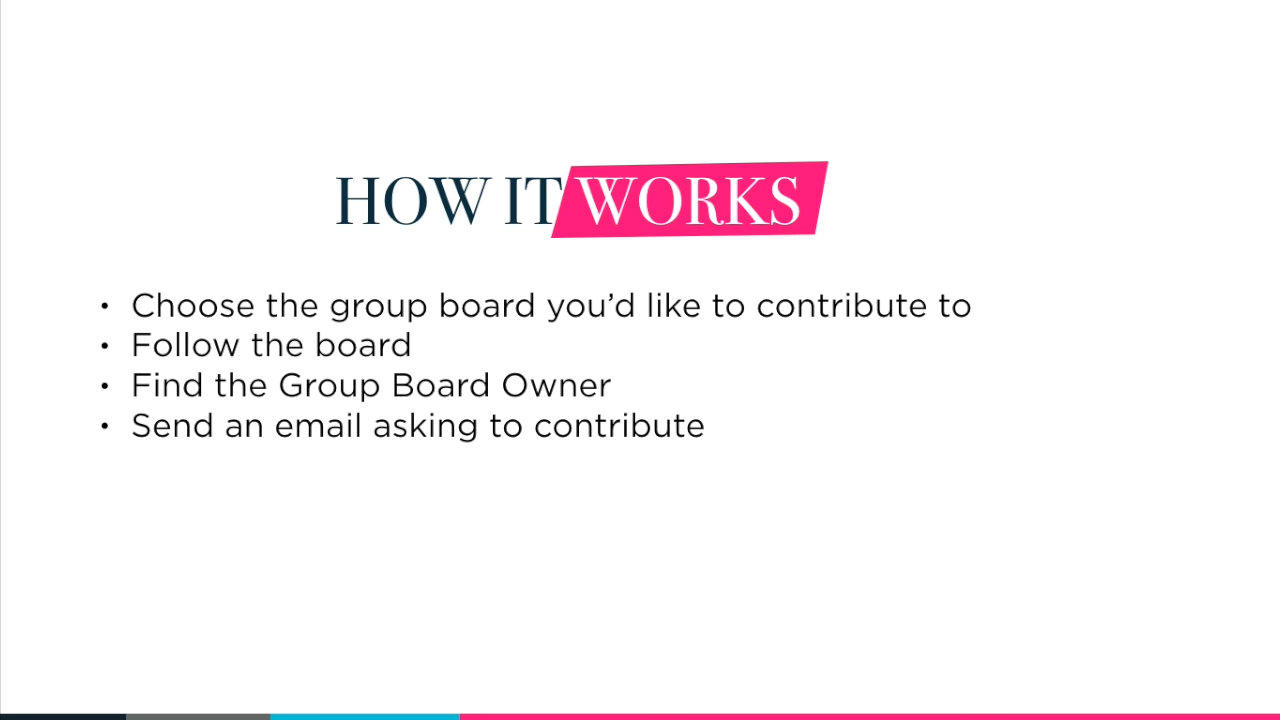 HOW IT WORKS
• Choose the group board you’d like to contribute to
• Follow the board
• Find the Group Board Owner
• Send an email asking to contribute